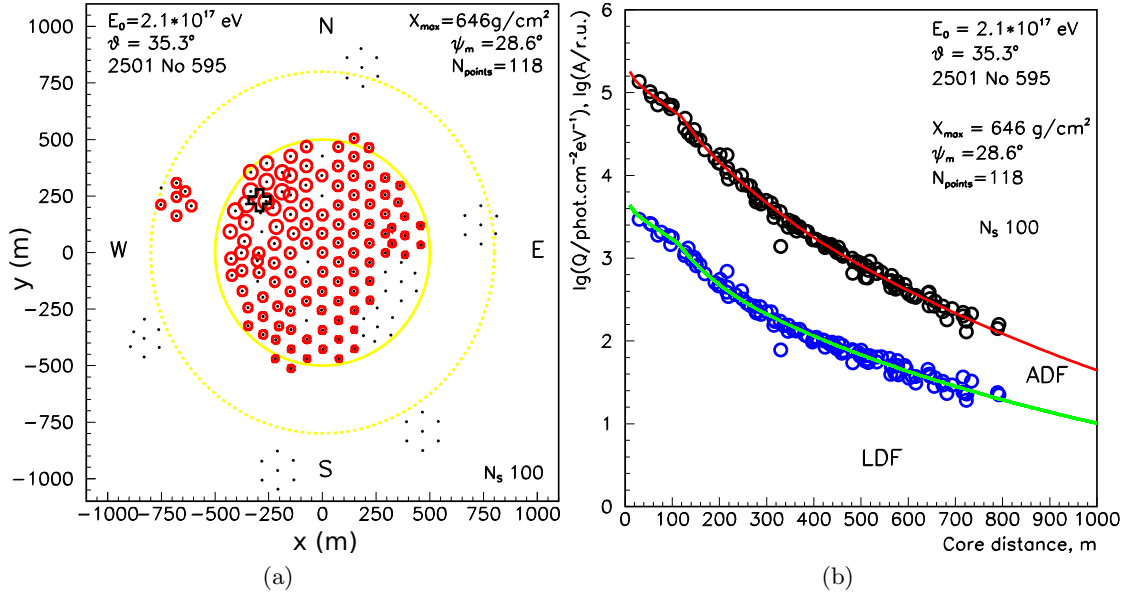 E₀=2.1*10¹⁷ eV
ϑ = 35.3°
2501 No 595
N
X_max=646g/cm²
ψ_m =28.6°
N_points=118
W
E
S
N_S 100
1000
750
500
250
0
−250
−500
−750
−1000
y (m)
−1000 −750 −500 −250 0 250 500 750 1000
x (m)
(a)
lg(Q/phot.cm⁻²eV⁻¹), lg(A/r.u.)
6
5
4
3
2
1
0
E₀ = 2.1*10¹⁷ eV
ϑ = 35.3°
2501 No 595
X_max = 646 g/cm²
ψ_m =28.6°
N_points=118
N_S 100
ADF
LDF
0 100 200 300 400 500 600 700 800 900 1000
Core distance, m
(b)